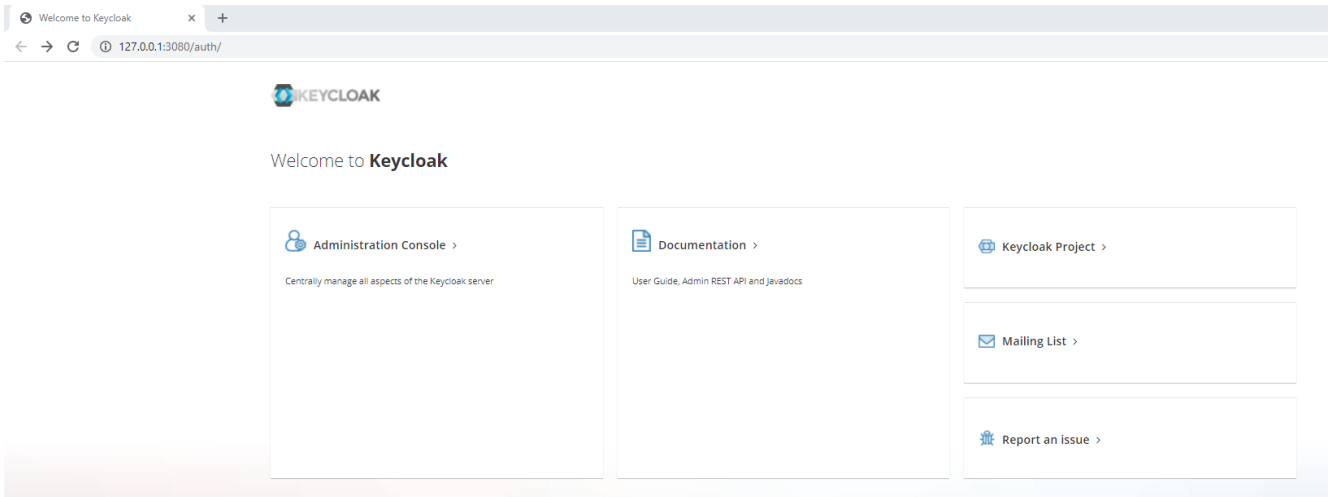 Welcome to Keycloak
127.0.0.1:3080/auth/
KEYCLOAK
Welcome to Keycloak
Administration Console >
Centrally manage all aspects of the Keycloak server
Documentation >
User Guide, Admin REST API and Javadocs
Keycloak Project >
Mailing List >
Report an issue >